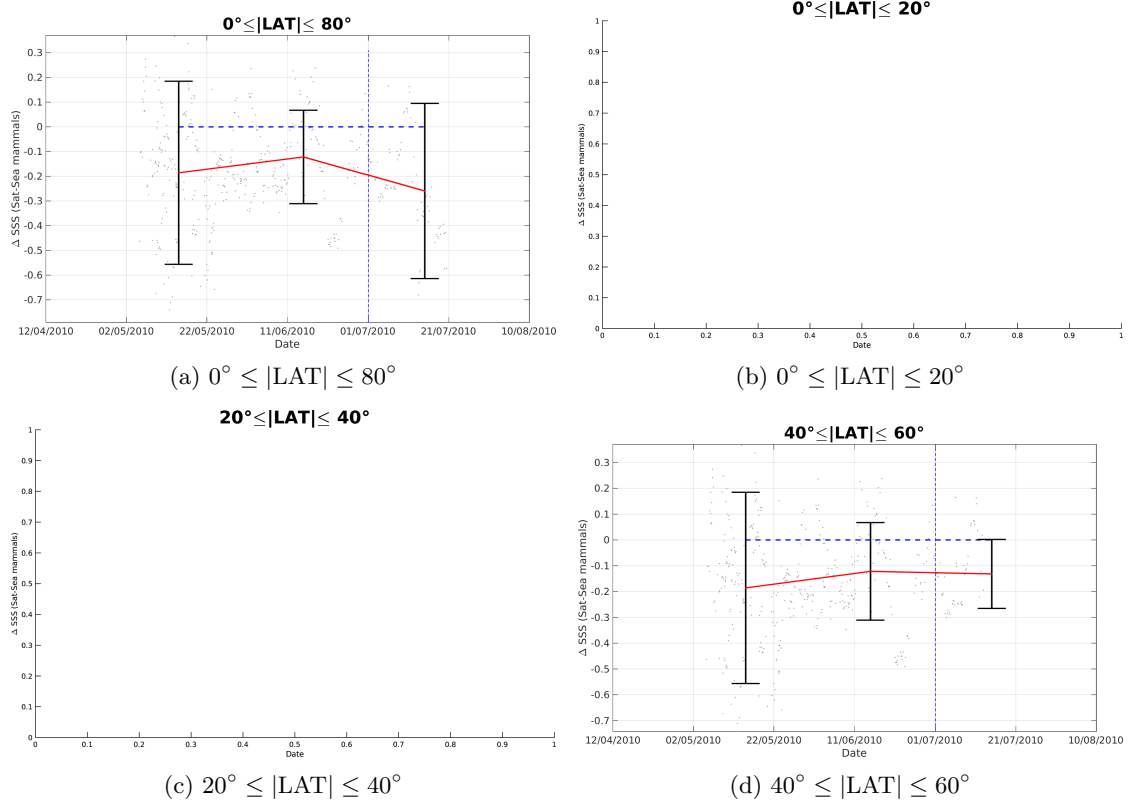 0°≤|LAT|≤ 80°
Δ SSS (Sat-Sea mammals)
0.3
0.2
0.1
0
-0.1
-0.2
-0.3
-0.4
-0.5
-0.6
-0.7
12/04/2010 02/05/2010 22/05/2010 11/06/2010 01/07/2010 21/07/2010 10/08/2010
Date
(a) 0° ≤ |LAT| ≤ 80°
0°≤|LAT|≤ 20°
Δ SSS (Sat-Sea mammals)
1
0.9
0.8
0.7
0.6
0.5
0.4
0.3
0.2
0.1
0
0 0.1 0.2 0.3 0.4 0.5 0.6 0.7 0.8 0.9 1
Date
(b) 0° ≤ |LAT| ≤ 20°
20°≤|LAT|≤ 40°
Δ SSS (Sat-Sea mammals)
1
0.9
0.8
0.7
0.6
0.5
0.4
0.3
0.2
0.1
0
0 0.1 0.2 0.3 0.4 0.5 0.6 0.7 0.8 0.9 1
Date
(c) 20° ≤ |LAT| ≤ 40°
40°≤|LAT|≤ 60°
Δ SSS (Sat-Sea mammals)
0.3
0.2
0.1
0
-0.1
-0.2
-0.3
-0.4
-0.5
-0.6
-0.7
12/04/2010 02/05/2010 22/05/2010 11/06/2010 01/07/2010 21/07/2010 10/08/2010
Date
(d) 40° ≤ |LAT| ≤ 60°